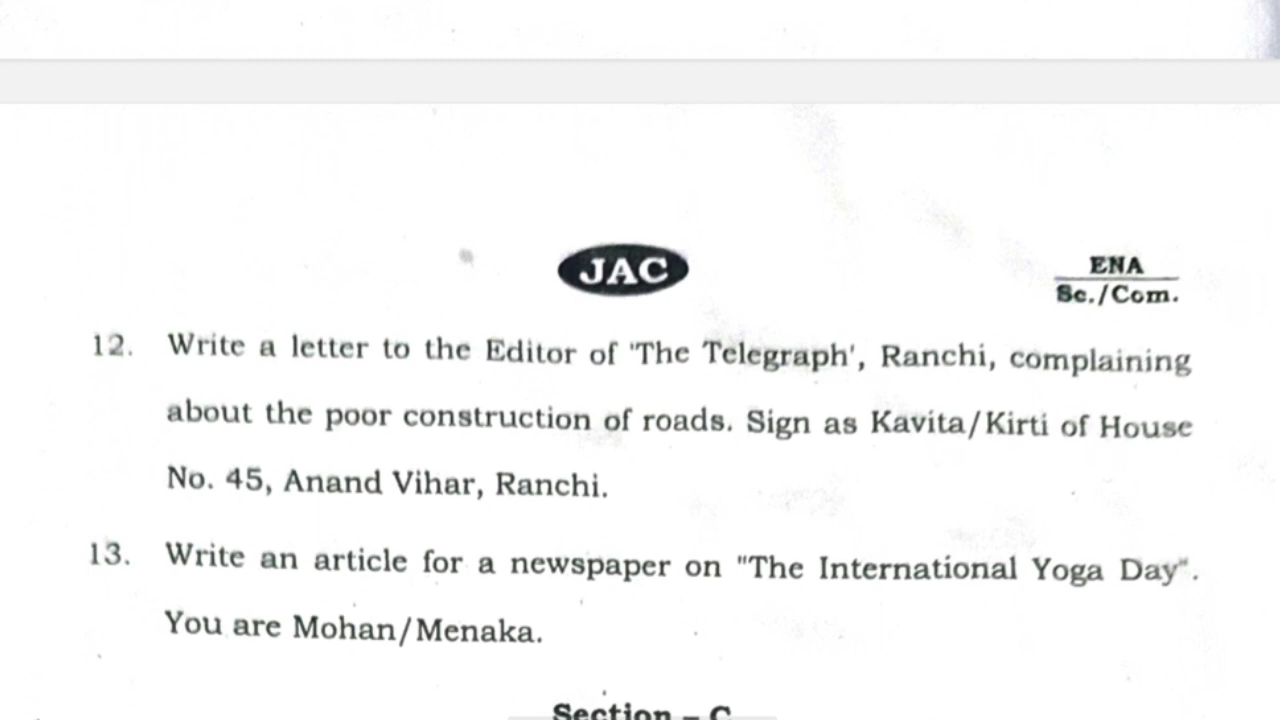 JAC
ENA
Sc./Com.
12. Write a letter to the Editor of 'The Telegraph', Ranchi, complaining
about the poor construction of roads. Sign as Kavita/Kirti of House
No. 45, Anand Vihar, Ranchi.
13. Write an article for a newspaper on "The International Yoga Day".
You are Mohan/Menaka.
Section – C